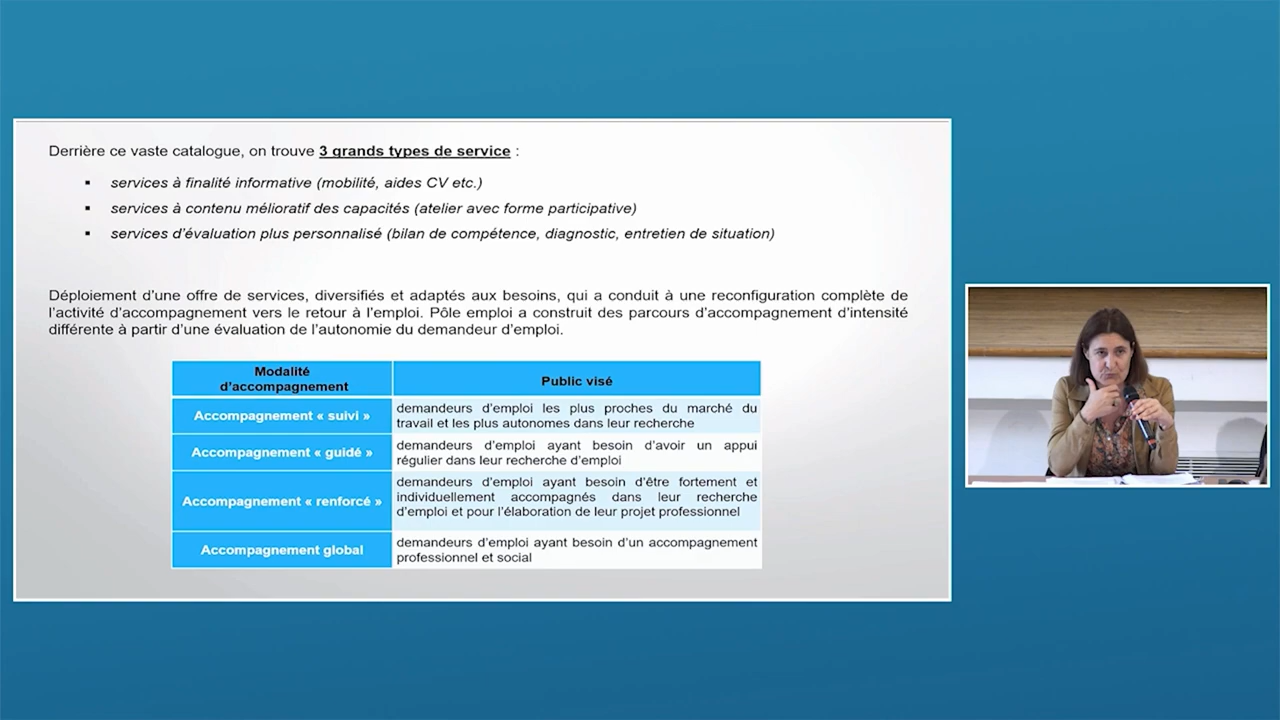 Derrière ce vaste catalogue, on trouve 3 grands types de service :
▪ services à finalité informative (mobilité, aides CV etc.)
▪ services à contenu mélioratif des capacités (atelier avec forme participative)
▪ services d'évaluation plus personnalisé (bilan de compétence, diagnostic, entretien de situation)
Déploiement d'une offre de services, diversifiés et adaptés aux besoins, qui a conduit à une reconfiguration complète de
l'activité d'accompagnement vers le retour à l'emploi. Pôle emploi a construit des parcours d'accompagnement d'intensité
différente à partir d'une évaluation de l'autonomie du demandeur d'emploi.
Modalité
d'accompagnement
Public visé
Accompagnement « suivi »
demandeurs d'emploi les plus proches du marché du
travail et les plus autonomes dans leur recherche
Accompagnement « guidé »
demandeurs d'emploi ayant besoin d'avoir un appui
régulier dans leur recherche d'emploi
Accompagnement « renforcé »
demandeurs d'emploi ayant besoin d'être fortement et
individuellement accompagnés dans leur recherche
d'emploi et pour l'élaboration de leur projet professionnel
Accompagnement global
demandeurs d'emploi ayant besoin d'un accompagnement
professionnel et social